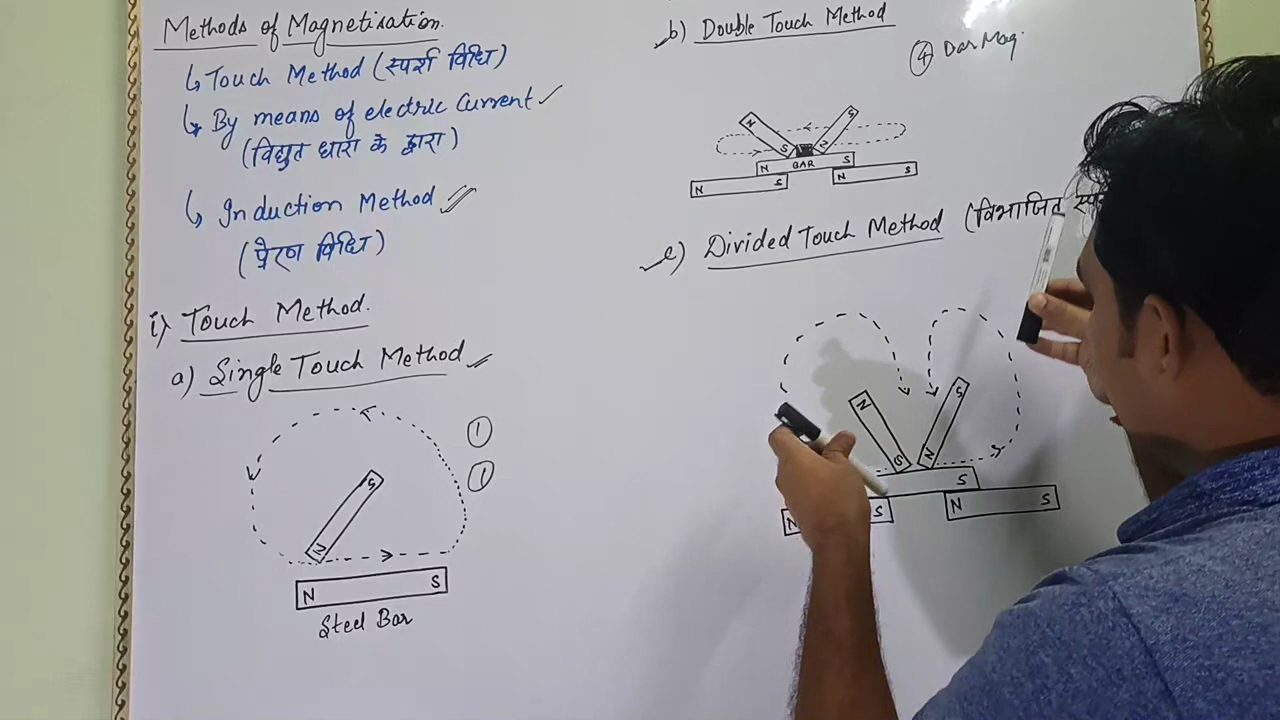 Methods of Magnetisation.
↳ Touch Method (स्पर्श विधि)
↳ By means of electric Current ✓
(विद्युत धारा के द्वारा)
↳ Induction Method
(प्रेरण विधि)
i) Touch Method.
a) Single Touch Method
①
①
S
N
N S
Steel Bar
b) Double Touch Method
④ Bar Mag.
N S
S N
N BAR S
N S N S
c) Divided Touch Method (विभाजित
N S
S N
S
N S N S